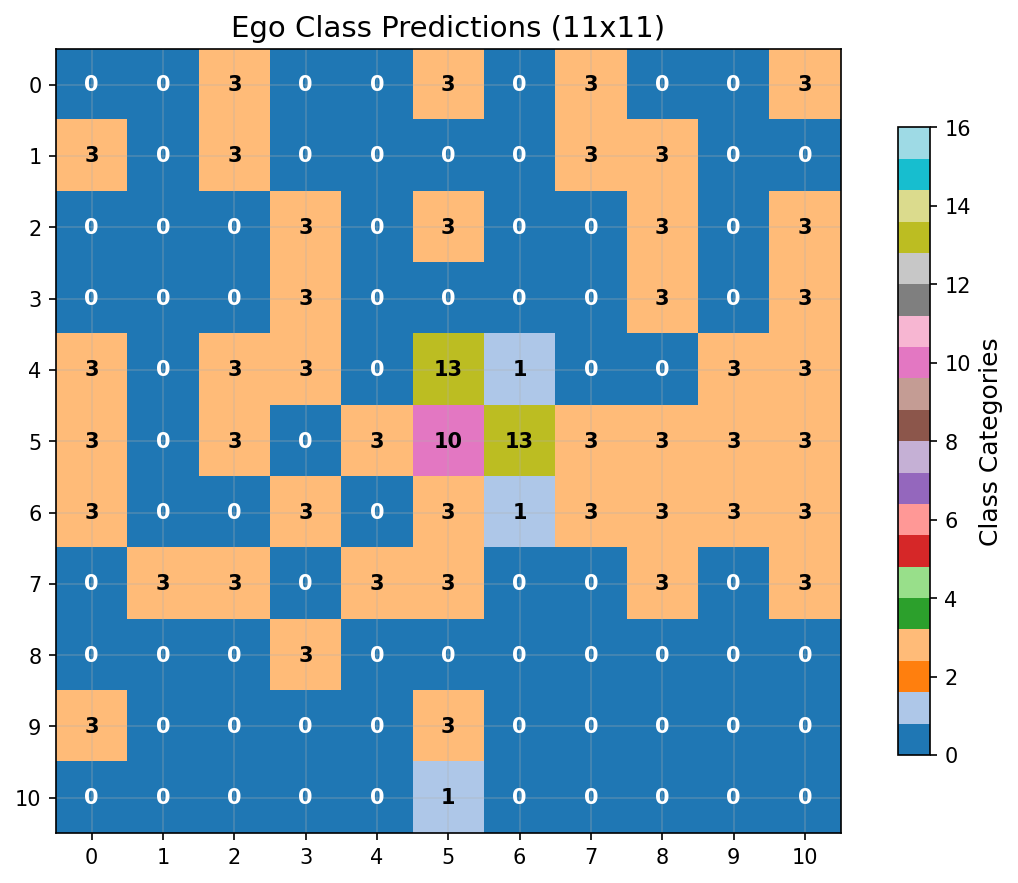 Ego Class Predictions (11x11)
0 0 0 3 0 0 3 0 3 0 0 3
1 3 0 3 0 0 0 0 3 3 0 0
2 0 0 0 3 0 3 0 0 3 0 3
3 0 0 0 3 0 0 0 0 3 0 3
4 3 0 3 3 0 13 1 0 0 3 3
5 3 0 3 0 3 10 13 3 3 3 3
6 3 0 0 3 0 3 1 3 3 3 3
7 0 3 3 0 3 3 0 0 3 0 3
8 0 0 0 3 0 0 0 0 0 0 0
9 3 0 0 0 0 3 0 0 0 0 0
10 0 0 0 0 0 1 0 0 0 0 0
0 1 2 3 4 5 6 7 8 9 10
16
14
12
10
8
6
4
2
0
Class Categories